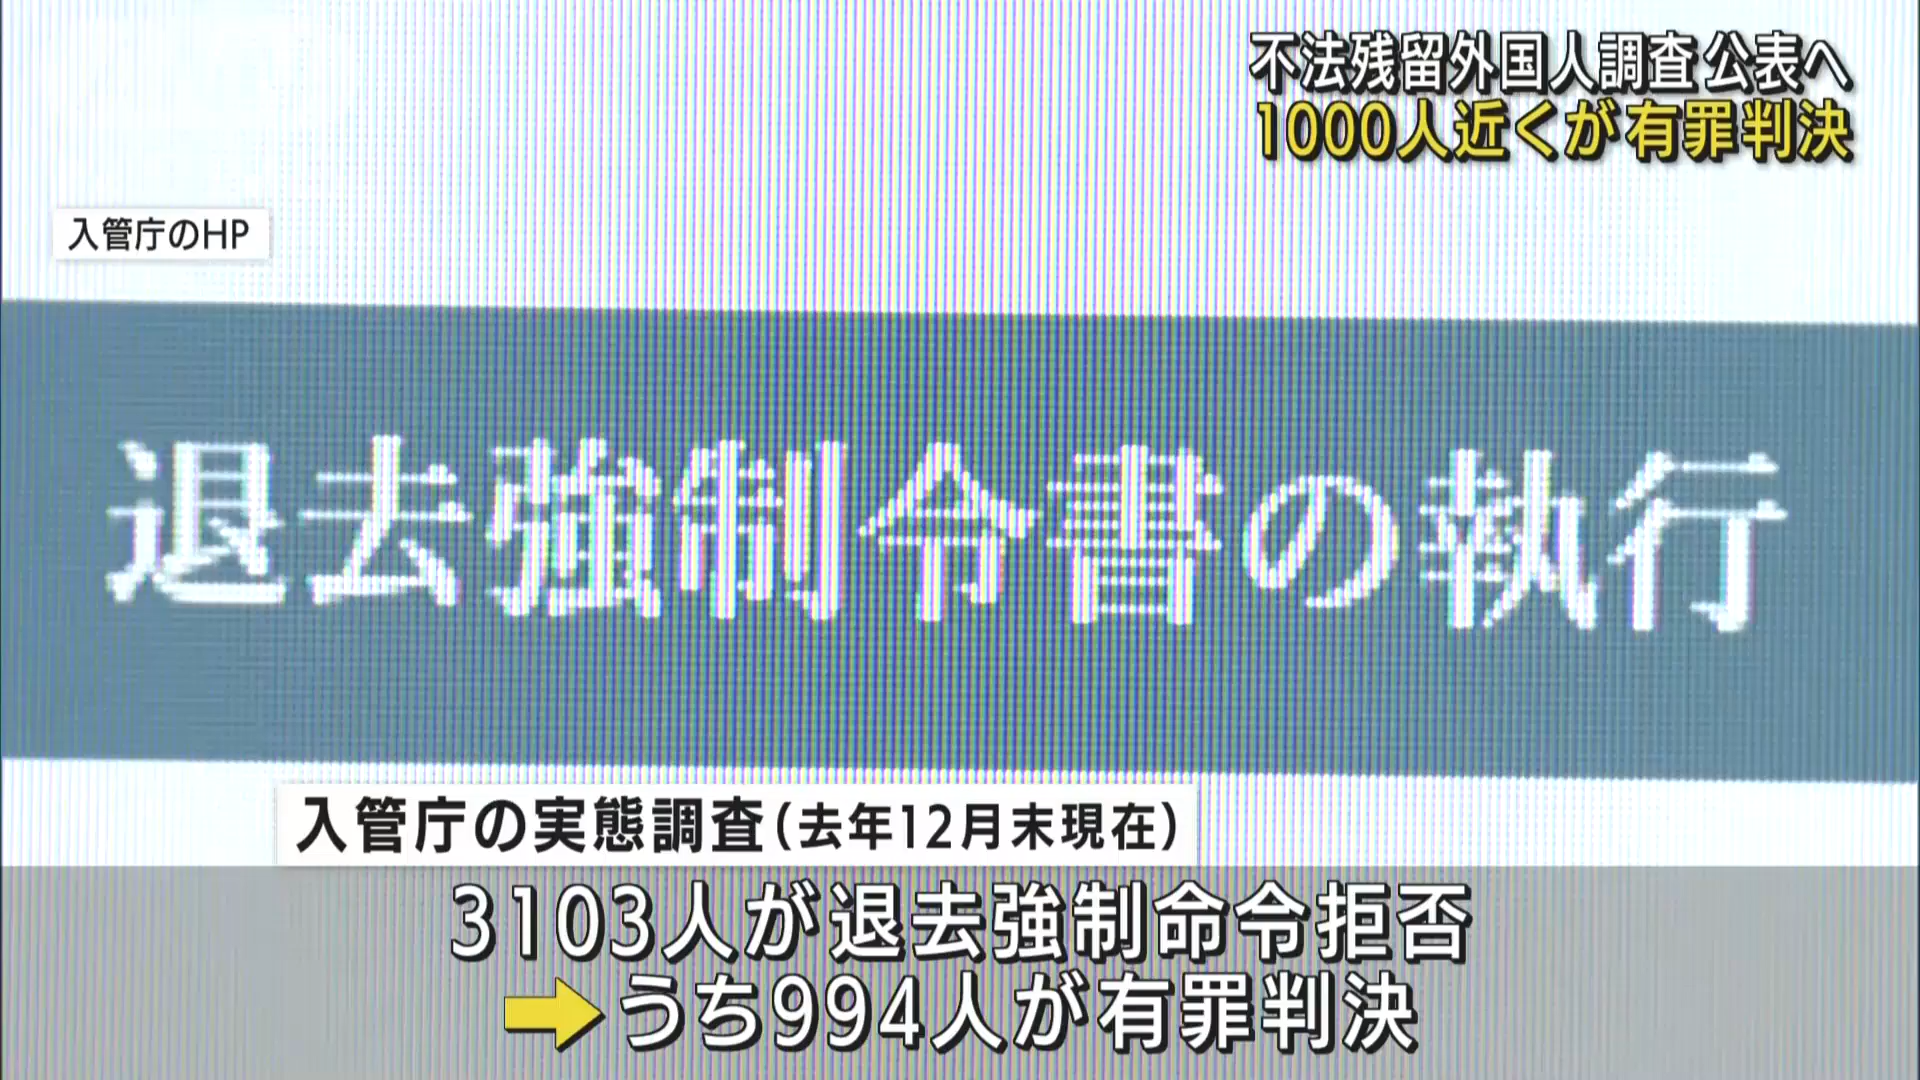 不法残留外国人調査 公表へ
1000人近くが有罪判決
入管庁のHP
退去強制令書の執行
入管庁の実態調査(去年12月末現在)
3103人が退去強制命令拒否
➡うち994人が有罪判決